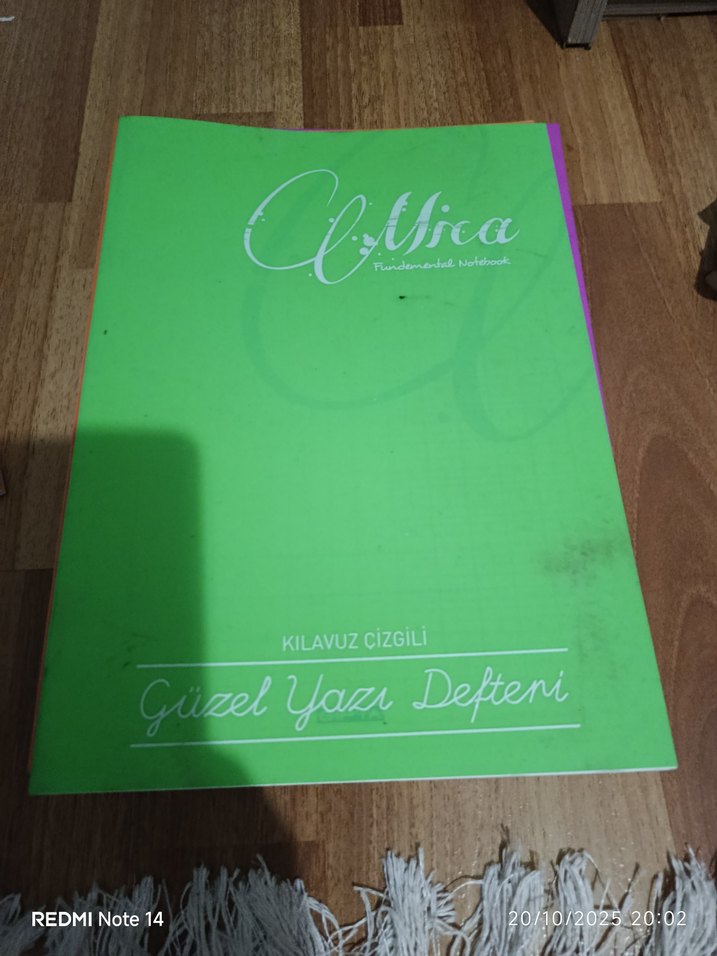 Mica
Fundemental Notebook
KILAVUZ ÇİZGİLİ
Güzel Yazı Defteri
REDMI Note 14
20/10/2025 20:02